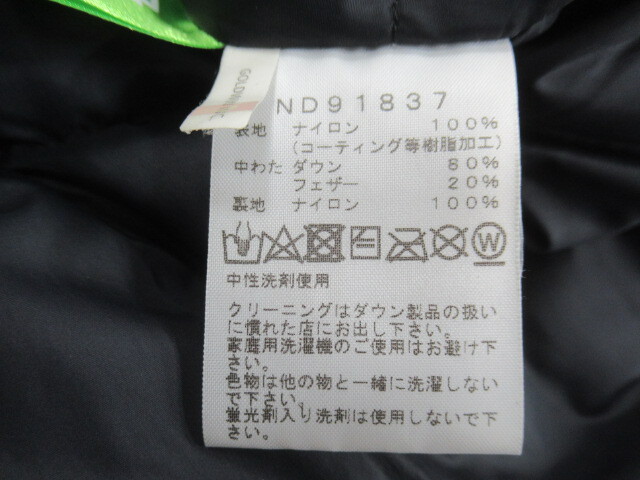 GOLDWIN
ND91837
表地 ナイロン 100%
(コーティング等樹脂加工)
中わた ダウン 80%
フェザー 20%
裏地 ナイロン 100%
W
中性洗剤使用
クリーニングはダウン製品の扱い
に慣れた店にお出し下さい。
家庭用洗濯機のご使用はお避け下
さい。
色物は他の物と一緒に洗濯しない
で下さい。
蛍光剤入り洗剤は使用しないで下
さい。